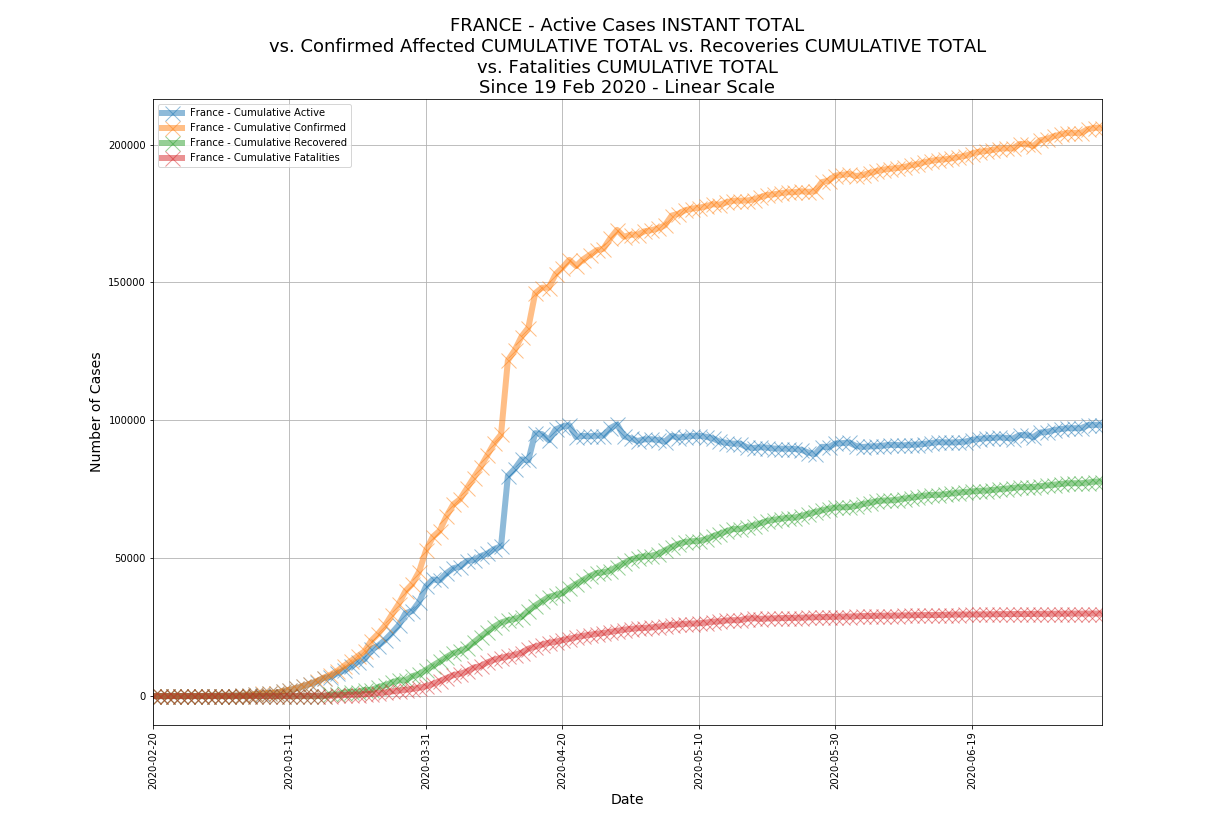 FRANCE - Active Cases INSTANT TOTAL
vs. Confirmed Affected CUMULATIVE TOTAL vs. Recoveries CUMULATIVE TOTAL
vs. Fatalities CUMULATIVE TOTAL
Since 19 Feb 2020 - Linear Scale
France - Cumulative Active
France - Cumulative Confirmed
France - Cumulative Recovered
France - Cumulative Fatalities
Number of Cases
200000
150000
100000
50000
0
2020-02-20
2020-03-11
2020-03-31
2020-04-20
2020-05-10
2020-05-30
2020-06-19
Date